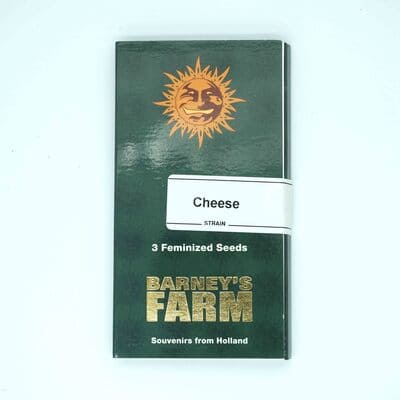 Cheese
STRAIN
3 Feminized Seeds
BARNEY'S
FARM
Souvenirs from Holland